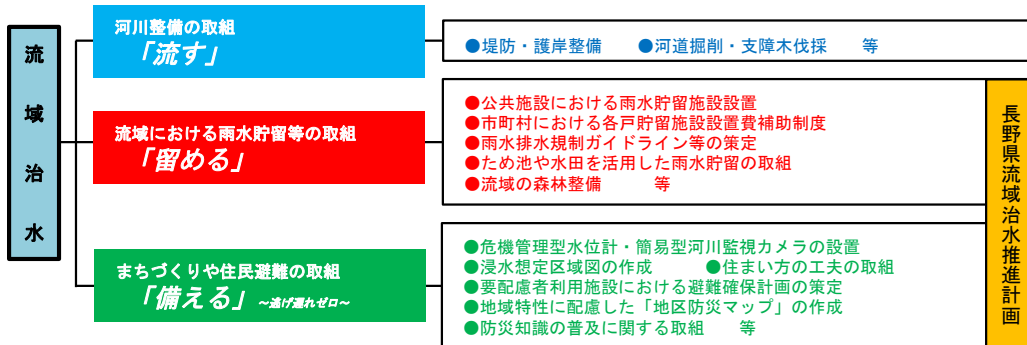 流域治水
河川整備の取組
「流す」
●堤防・護岸整備　●河道掘削・支障木伐採　等
流域における雨水貯留等の取組
「留める」
●公共施設における雨水貯留施設設置
●市町村における各戸貯留施設設置費補助制度
●雨水排水規制ガイドライン等の策定
●ため池や水田を活用した雨水貯留の取組
●流域の森林整備　等
まちづくりや住民避難の取組
「備える」～逃げ遅れゼロ～
●危機管理型水位計・簡易型河川監視カメラの設置
●浸水想定区域図の作成　●住まい方の工夫の取組
●要配慮者利用施設における避難確保計画の策定
●地域特性に配慮した「地区防災マップ」の作成
●防災知識の普及に関する取組　等
長野県流域治水推進計画